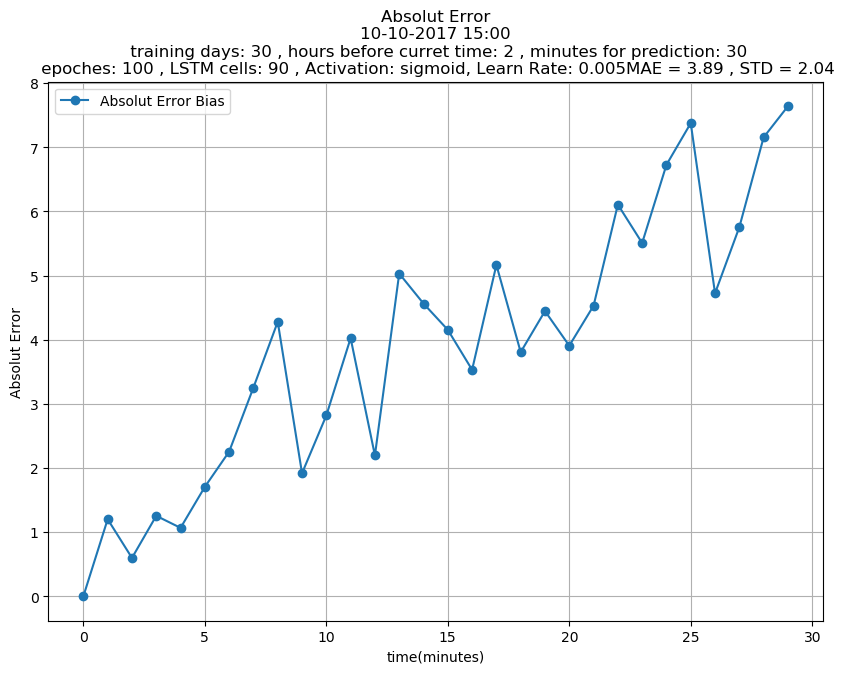 Absolut Error
10-10-2017 15:00
training days: 30 , hours before curret time: 2 , minutes for prediction: 30
epoches: 100 , LSTM cells: 90 , Activation: sigmoid, Learn Rate: 0.005MAE = 3.89 , STD = 2.04
Absolut Error Bias
8
7
6
5
4
3
2
1
0
Absolut Error
0 5 10 15 20 25 30
time(minutes)